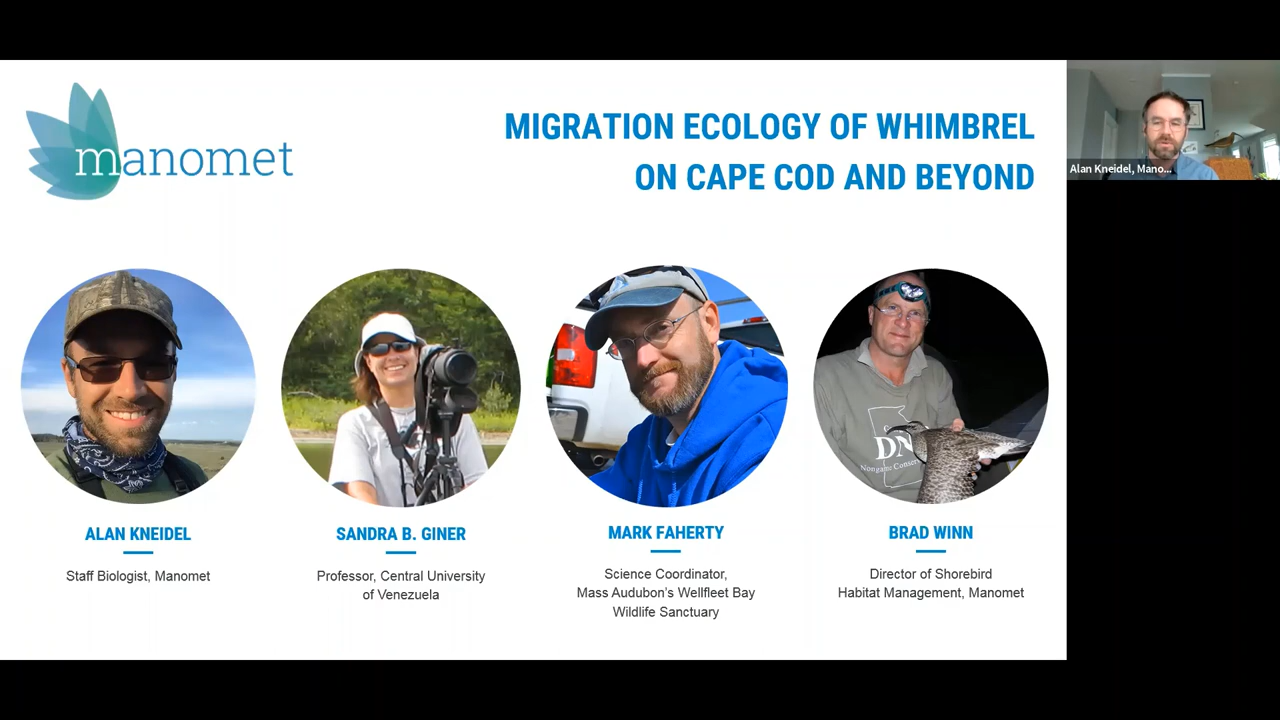 manomet
MIGRATION ECOLOGY OF WHIMBREL
ON CAPE COD AND BEYOND
Alan Kneidel, Mano...
ALAN KNEIDEL
Staff Biologist, Manomet
SANDRA B. GINER
Professor, Central University
of Venezuela
MARK FAHERTY
Science Coordinator,
Mass Audubon's Wellfleet Bay
Wildlife Sanctuary
DN
BRAD WINN
Director of Shorebird
Habitat Management, Manomet